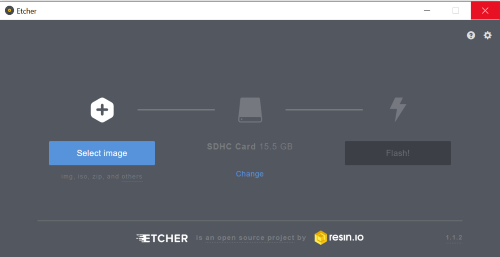 Etcher
Select image
SDHC Card 15.5 GB
Flash!
img, iso, zip, and others
Change
ETCHER is an open source project by resin.io
1.1.2